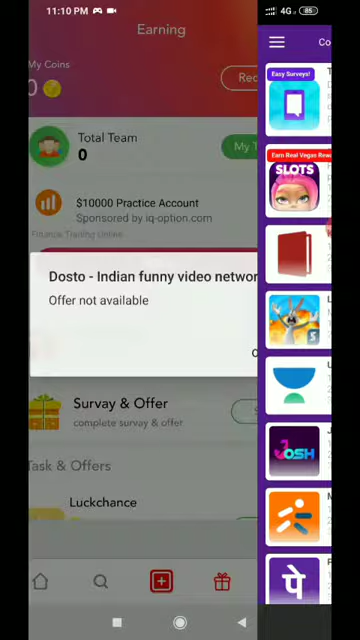 11:10 PM
4G
85
Earning
Co
My Coins
0
Easy Surveys!
Total Team
0
Earn Real Vegas Rew
SLOTS
$10000 Practice Account
Sponsored by iq-option.com
Finance Trading Online
Dosto - Indian funny video networ
Offer not available
O
Survay & Offer
complete survay & offer
JOSH
Task & Offers
Luckchance
पे